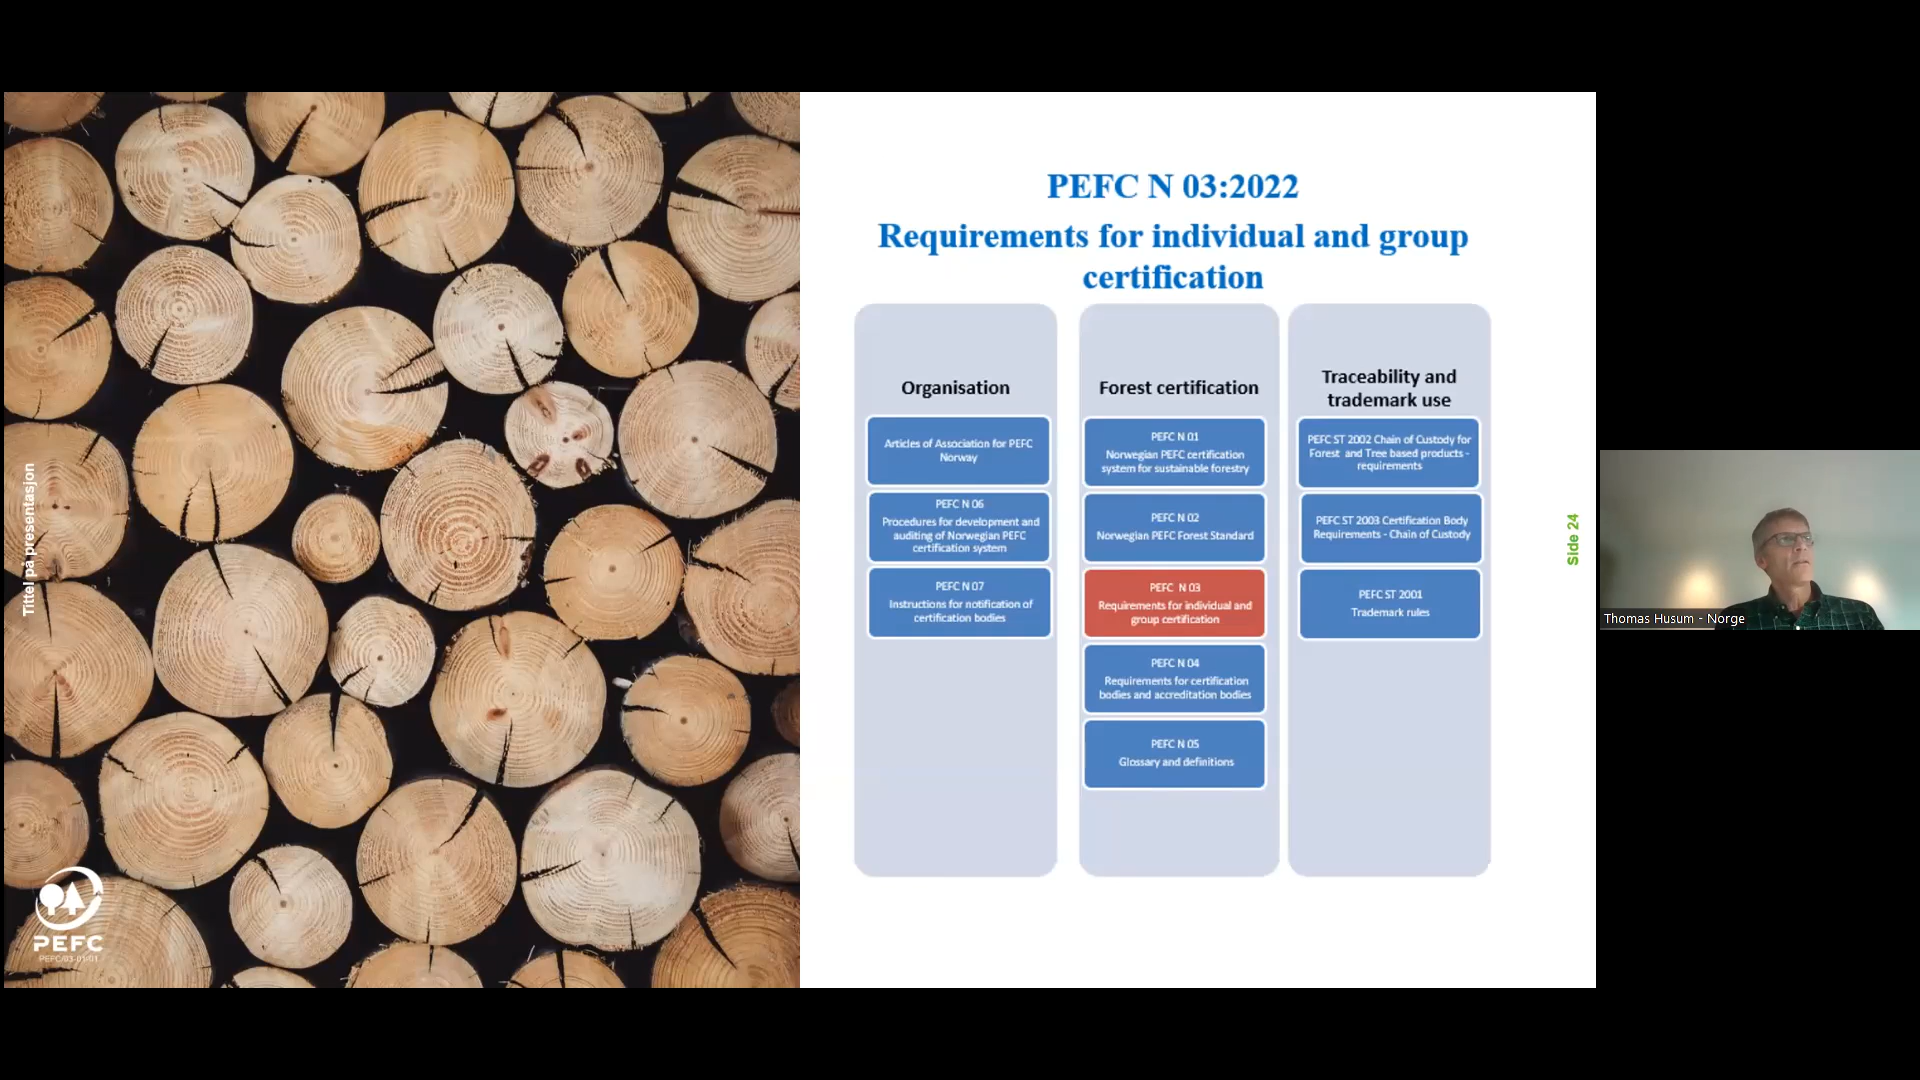 Tittel på presentasjon
PEFC
PEFC/03-01-01
PEFC N 03:2022
Requirements for individual and group
certification
Organisation
Articles of Association for PEFC
Norway
PEFC N 06
Procedures for development and
auditing of Norwegian PEFC
certification system
PEFC N 07
Instructions for notification of
certification bodies
Forest certification
PEFC N 01
Norwegian PEFC certification
system for sustainable forestry
PEFC N 02
Norwegian PEFC Forest Standard
PEFC N 03
Requirements for individual and
group certification
PEFC N 04
Requirements for certification
bodies and accreditation bodies
PEFC N 05
Glossary and definitions
Traceability and
trademark use
PEFC ST 2002 Chain of Custody for
Forest and Tree based products -
requirements
PEFC ST 2003 Certification Body
Requirements - Chain of Custody
PEFC ST 2001
Trademark rules
Side 24
Thomas Husum - Norge